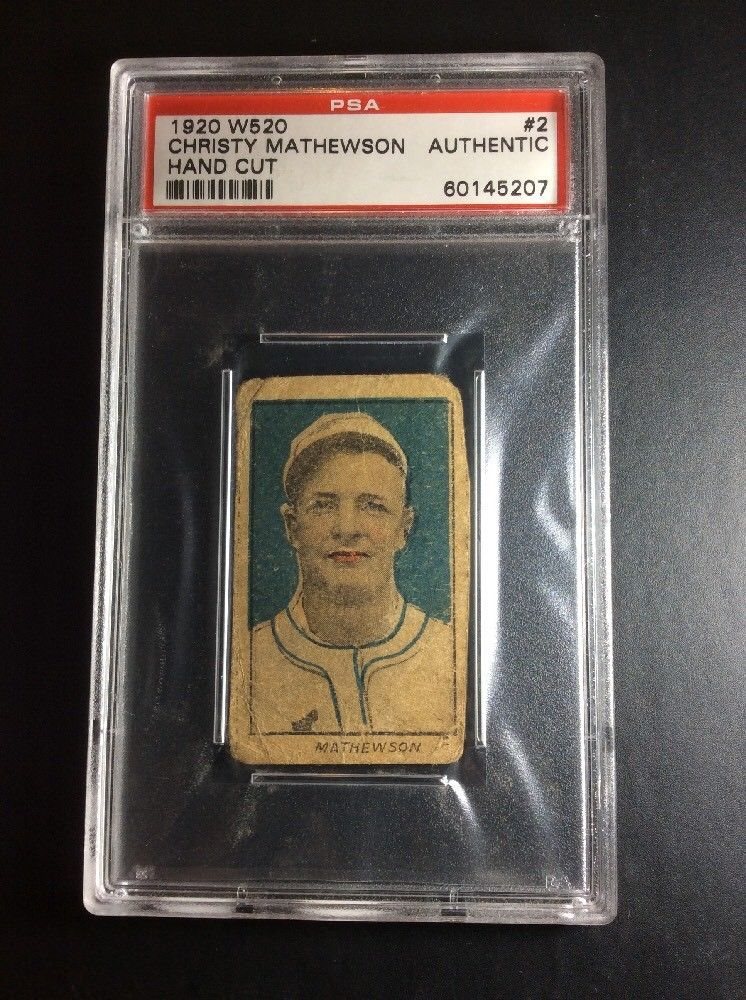 PSA
1920 W520 #2
CHRISTY MATHEWSON AUTHENTIC
HAND CUT
60145207
MATHEWSON